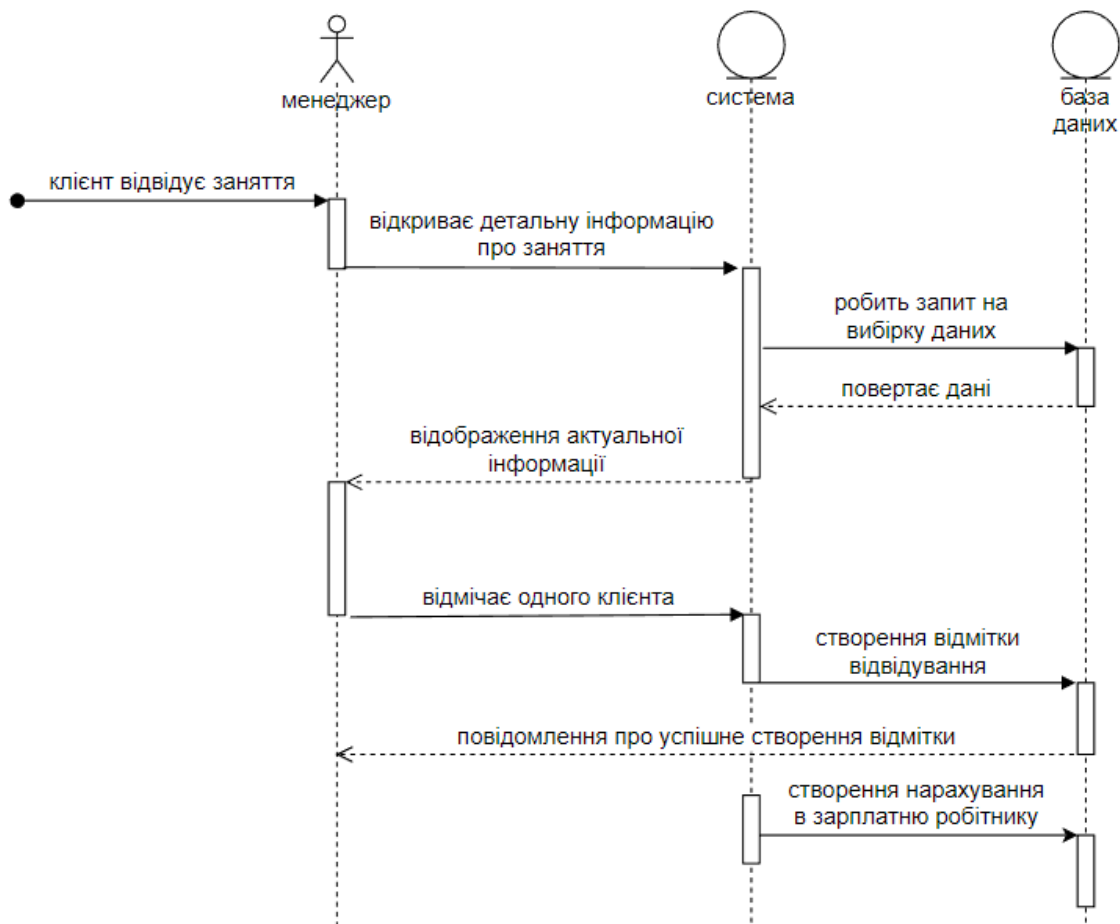 менеджер
система
база
даних
клієнт відвідує заняття
відкриває детальну інформацію
про заняття
робить запит на
вибірку даних
повертає дані
відображення актуальної
інформації
відмічає одного клієнта
створення відмітки
відвідування
повідомлення про успішне створення відмітки
створення нарахування
в зарплатню робітнику